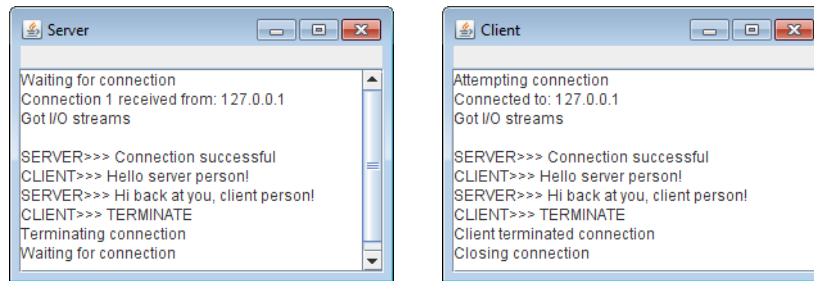 Server
Waiting for connection
Connection 1 received from: 127.0.0.1
Got I/O streams
SERVER>>> Connection successful
CLIENT>>> Hello server person!
SERVER>>> Hi back at you, client person!
CLIENT>>> TERMINATE
Terminating connection
Waiting for connection
Client
Attempting connection
Connected to: 127.0.0.1
Got I/O streams
SERVER>>> Connection successful
CLIENT>>> Hello server person!
SERVER>>> Hi back at you, client person!
CLIENT>>> TERMINATE
Client terminated connection
Closing connection